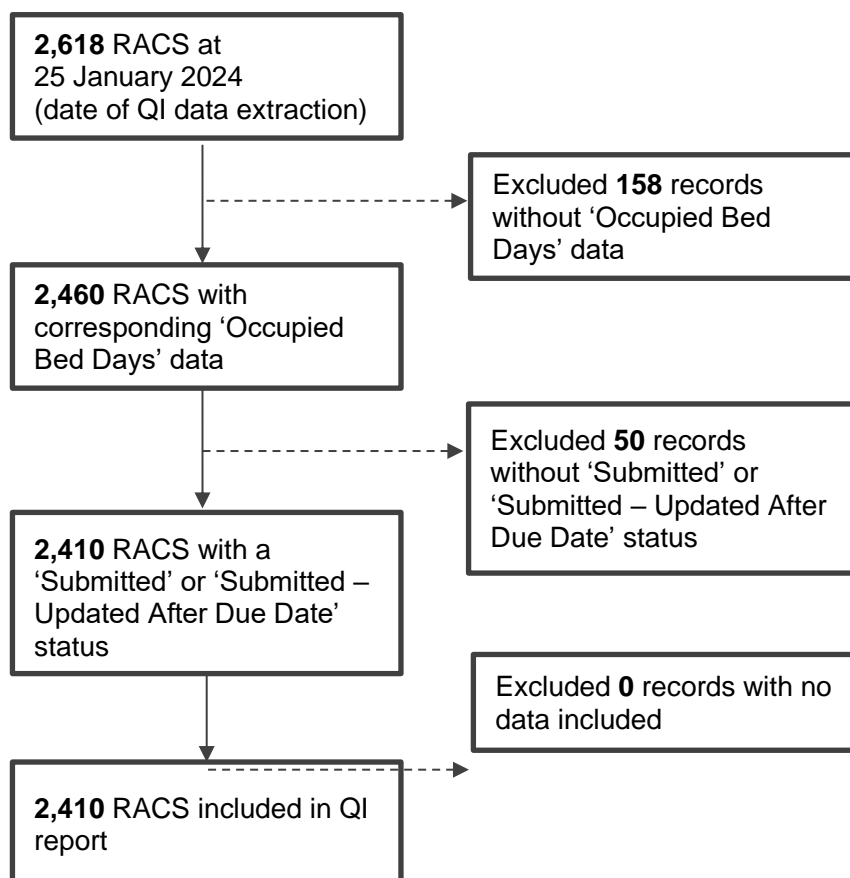 2,618 RACS at
25 January 2024
(date of QI data extraction)
Excluded 158 records
without ‘Occupied Bed
Days’ data
2,460 RACS with
corresponding ‘Occupied
Bed Days’ data
Excluded 50 records
without ‘Submitted’ or
‘Submitted – Updated After
Due Date’ status
2,410 RACS with a
‘Submitted’ or ‘Submitted –
Updated After Due Date’
status
Excluded 0 records with no
data included
2,410 RACS included in QI
report